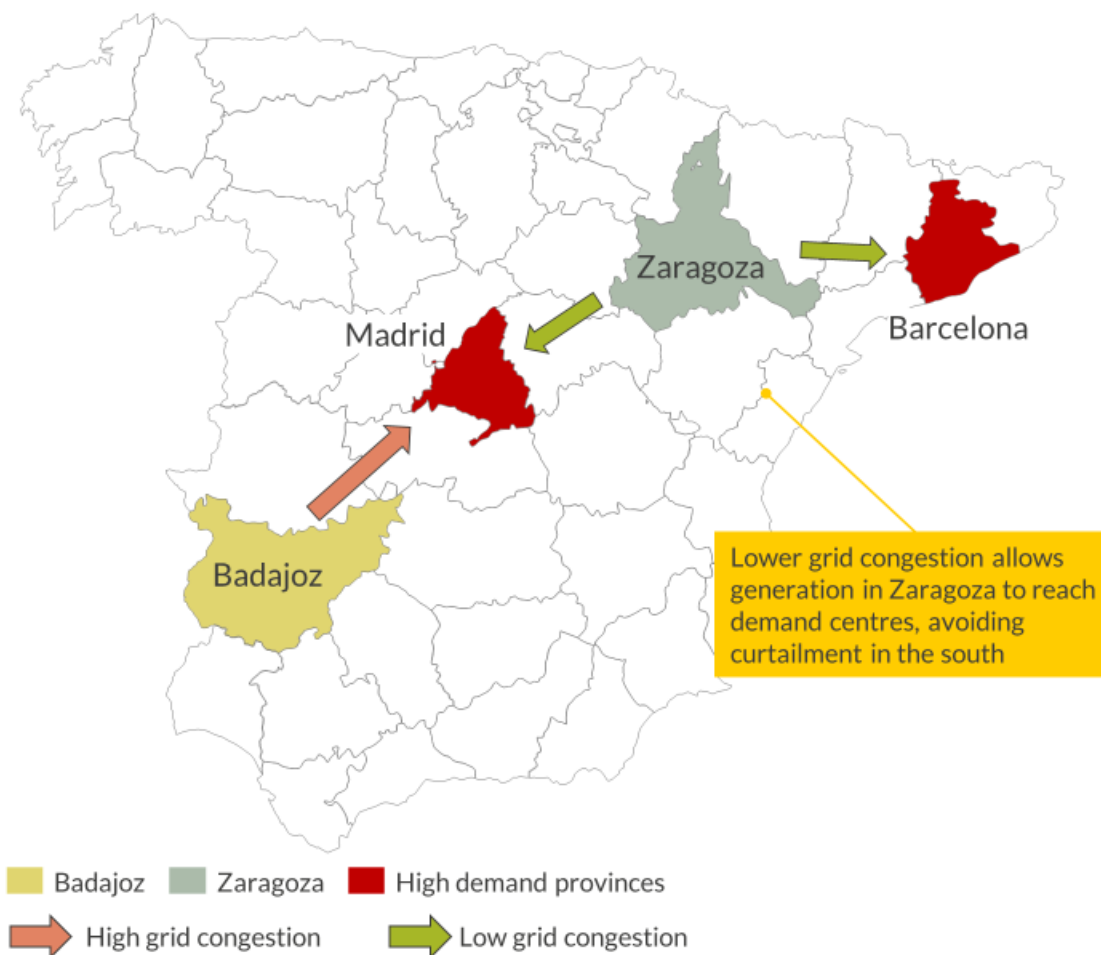 Zaragoza
Madrid
Barcelona
Badajoz
Lower grid congestion allows
generation in Zaragoza to reach
demand centres, avoiding
curtailment in the south
Badajoz
Zaragoza
High demand provinces
High grid congestion
Low grid congestion